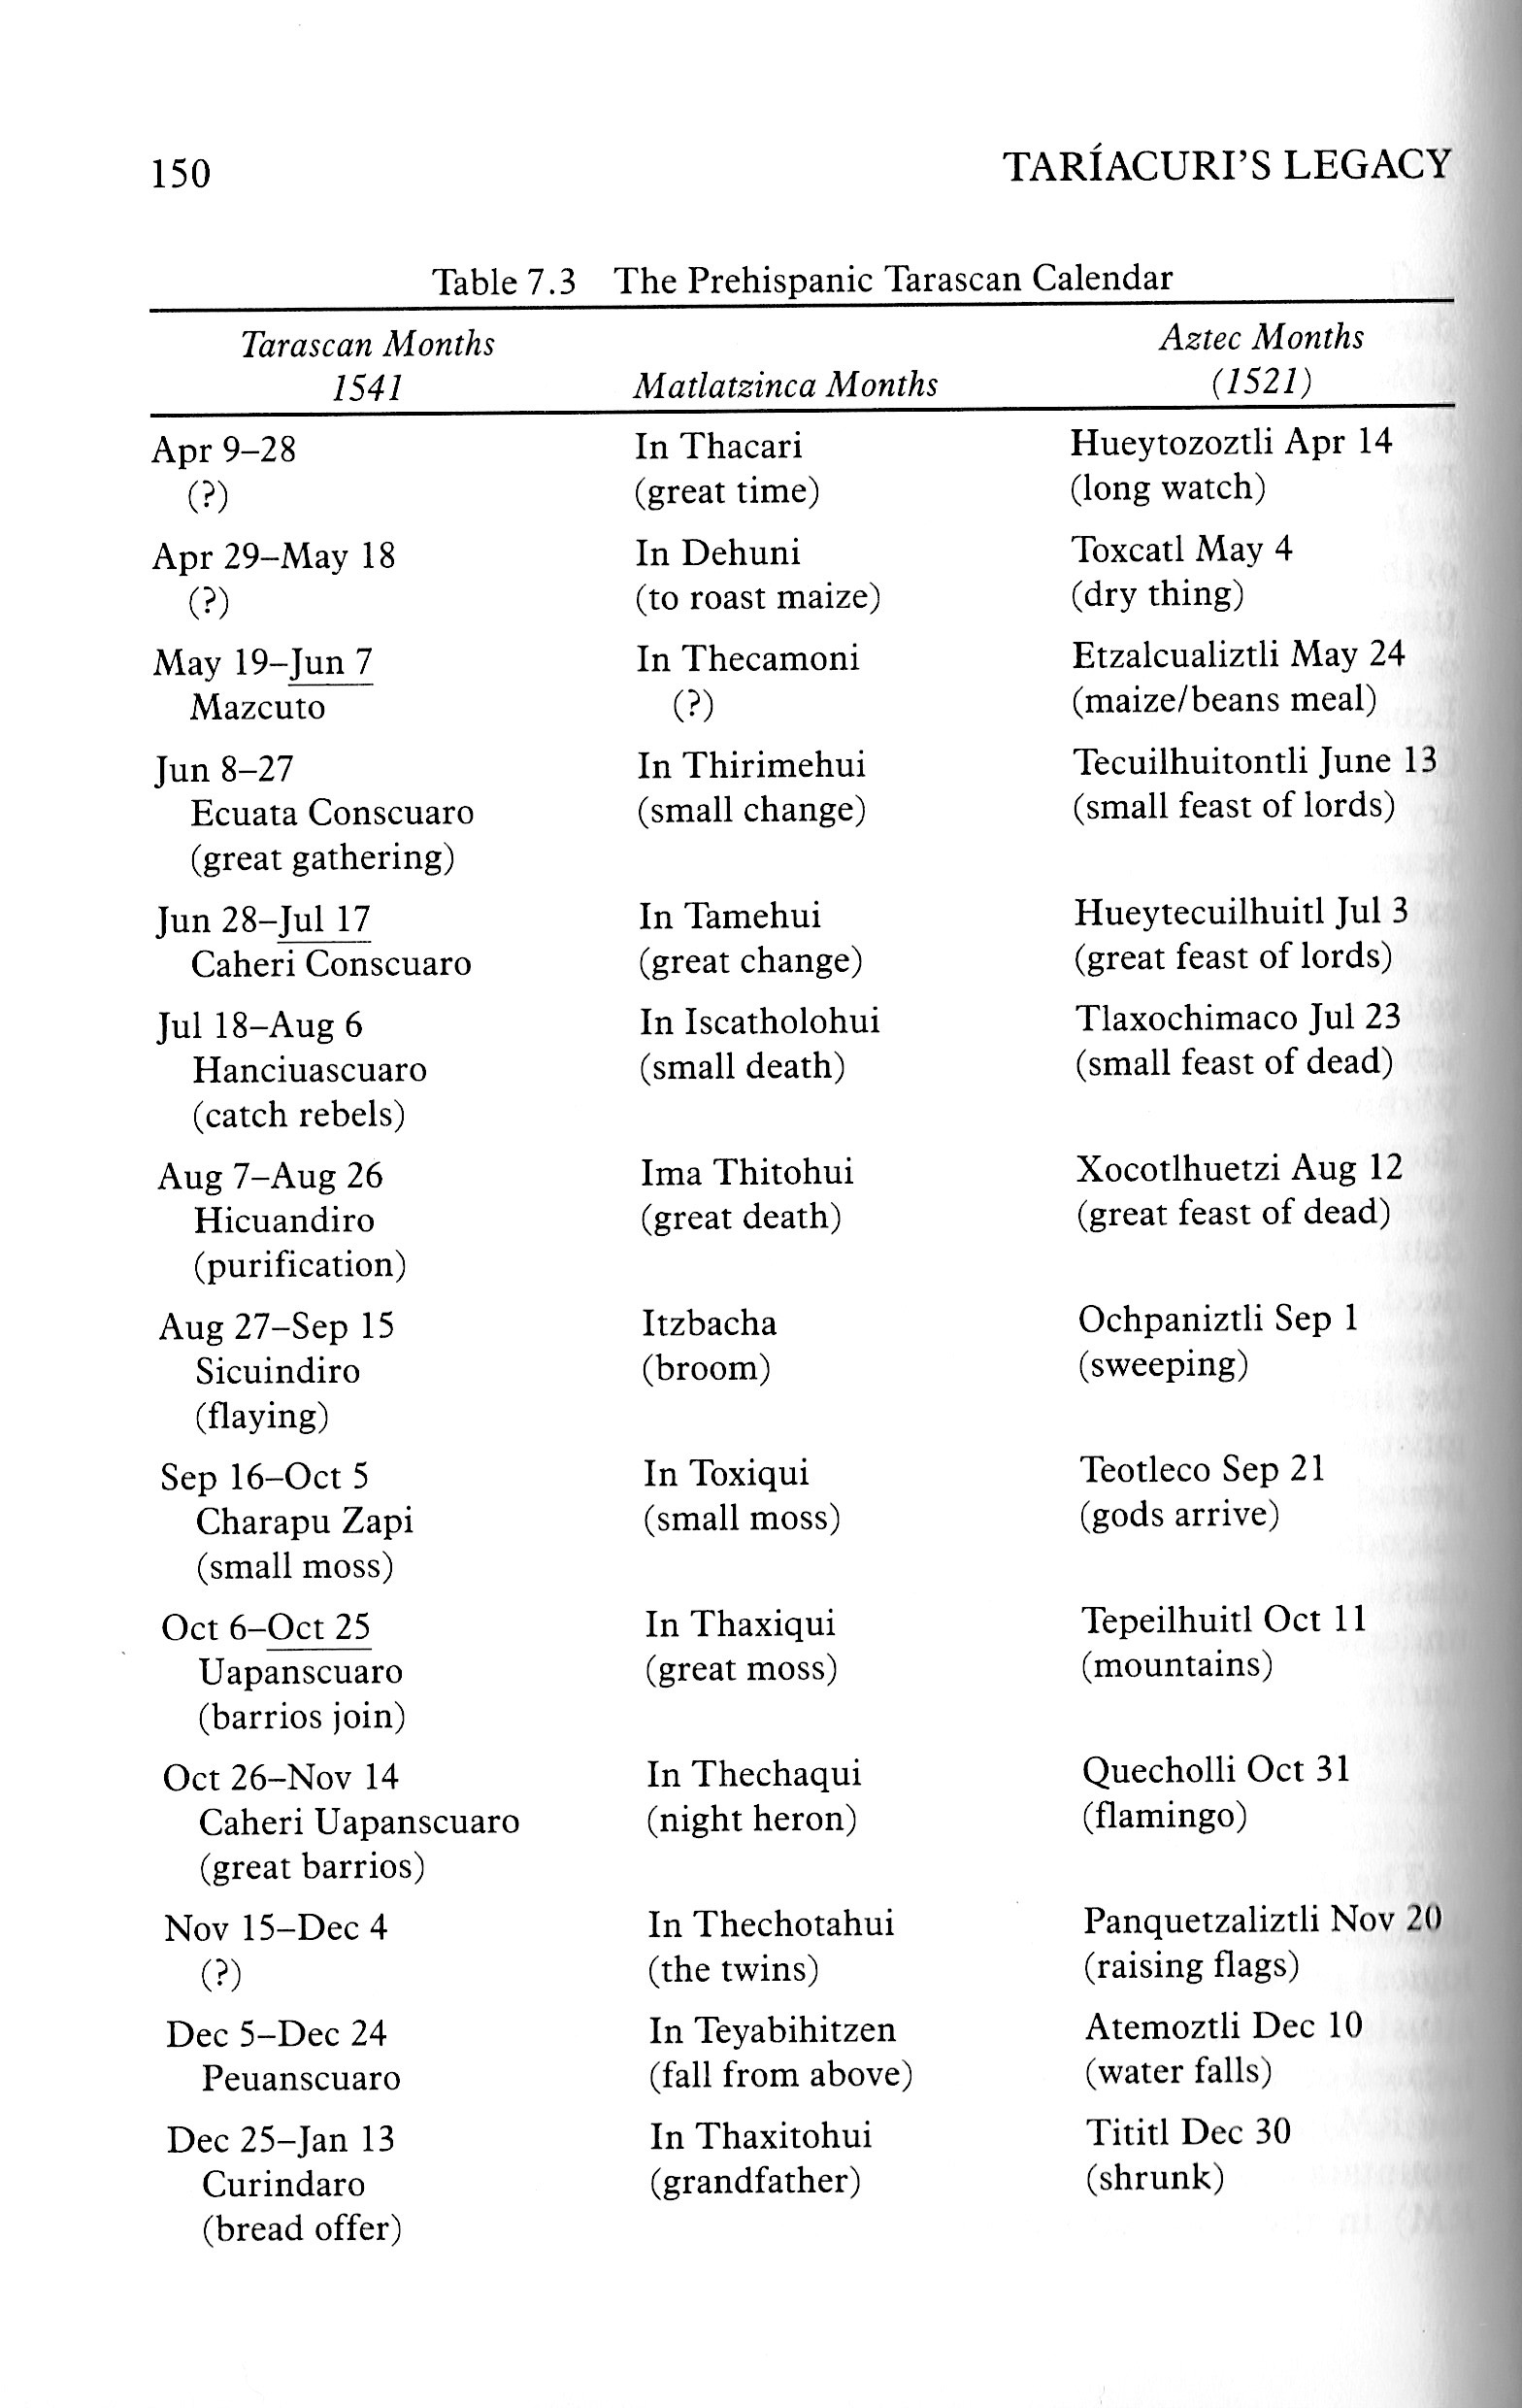 150 TARÍACURI'S LEGACY
Table 7.3 The Prehispanic Tarascan Calendar
Tarascan Months Aztec Months
1541 Matlatzinca Months (1521)
Apr 9–28 In Thacari Hueytozoztli Apr 14
(?) (great time) (long watch)
Apr 29–May 18 In Dehuni Toxcatl May 4
(?) (to roast maize) (dry thing)
May 19–Jun 7 In Thecamoni Etzalcualiztli May 24
Mazcuto (?) (maize/beans meal)
Jun 8–27 In Thirimehui Tecuilhuitontli June 13
Ecuata Conscuaro (small change) (small feast of lords)
(great gathering)
Jun 28–Jul 17 In Tamehui Hueytecuilhuitl Jul 3
Caheri Conscuaro (great change) (great feast of lords)
Jul 18–Aug 6 In Iscatholohui Tlaxochimaco Jul 23
Hanciuascuaro (small death) (small feast of dead)
(catch rebels)
Aug 7–Aug 26 Ima Thitohui Xocotlhuetzi Aug 12
Hicuandiro (great death) (great feast of dead)
(purification)
Aug 27–Sep 15 Itzbacha Ochpaniztli Sep 1
Sicuindiro (broom) (sweeping)
(flaying)
Sep 16–Oct 5 In Toxiqui Teotleco Sep 21
Charapu Zapi (small moss) (gods arrive)
(small moss)
Oct 6–Oct 25 In Thaxiqui Tepeilhuitl Oct 11
Uapanscuaro (great moss) (mountains)
(barrios join)
Oct 26–Nov 14 In Thechaqui Quecholli Oct 31
Caheri Uapanscuaro (night heron) (flamingo)
(great barrios)
Nov 15–Dec 4 In Thechotahui Panquetzaliztli Nov 20
(?) (the twins) (raising flags)
Dec 5–Dec 24 In Teyabihitzen Atemoztli Dec 10
Peuanscuaro (fall from above) (water falls)
Dec 25–Jan 13 In Thaxitohui Tititl Dec 30
Curindaro (grandfather) (shrunk)
(bread offer)